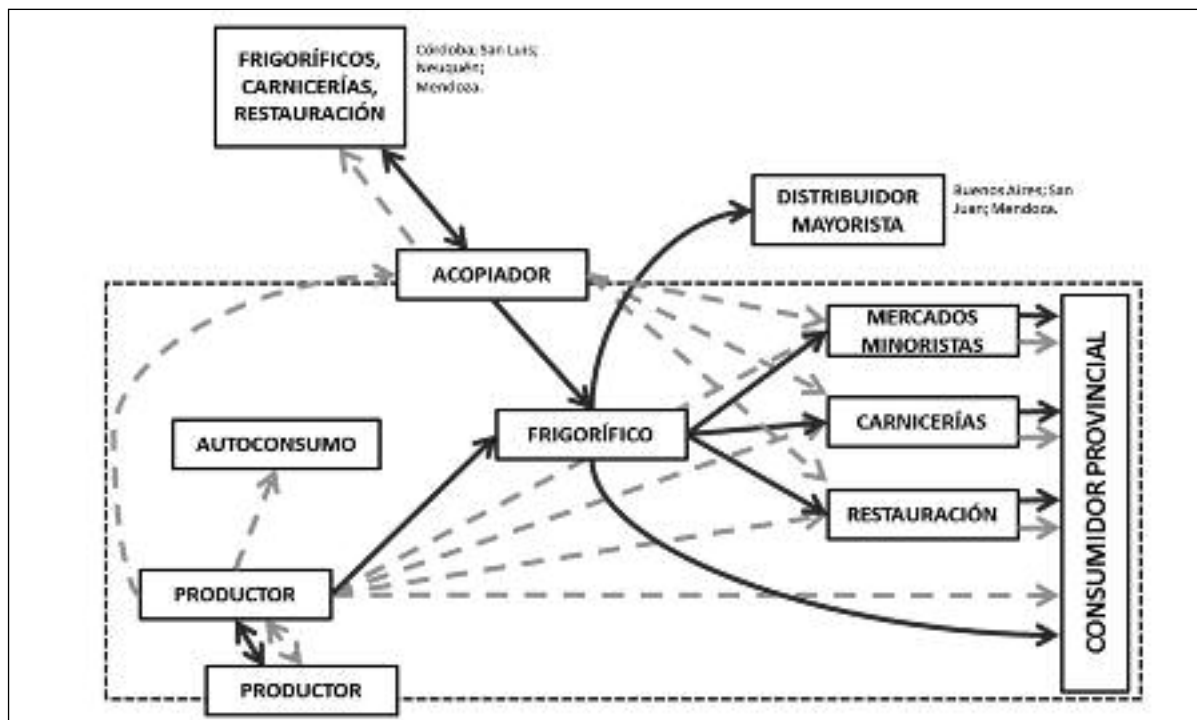 FRIGORÍFICOS,
CARNICERÍAS,
RESTAURACIÓN
Córdoba; San Luis;
Neuquén;
Mendoza.
DISTRIBUIDOR
MAYORISTA
Buenos Aires; San
Juan; Mendoza.
ACOPIADOR
MERCADOS
MINORISTAS
FRIGORÍFICO
CARNICERÍAS
AUTOCONSUMO
RESTAURACIÓN
CONSUMIDOR PROVINCIAL
PRODUCTOR
PRODUCTOR